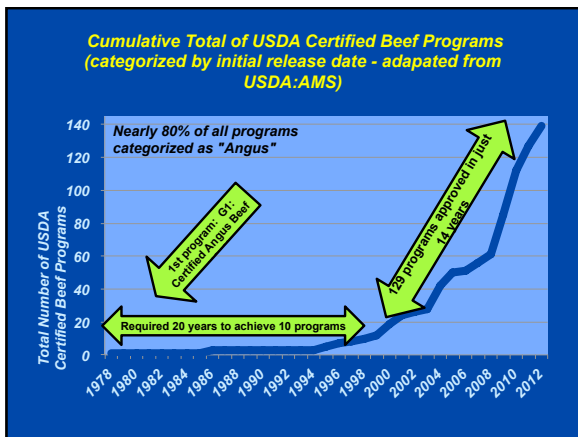 Cumulative Total of USDA Certified Beef Programs
(categorized by initial release date - adapated from
USDA:AMS)
Total Number of USDA
Certified Beef Programs
140
120
100
80
60
40
20
0
Nearly 80% of all programs
categorized as "Angus"
1st program: G1:
Certified Angus Beef
129 programs approved in just
14 years
Required 20 years to achieve 10 programs
1978
1980
1982
1984
1986
1988
1990
1992
1994
1996
1998
2000
2002
2004
2006
2008
2010
2012